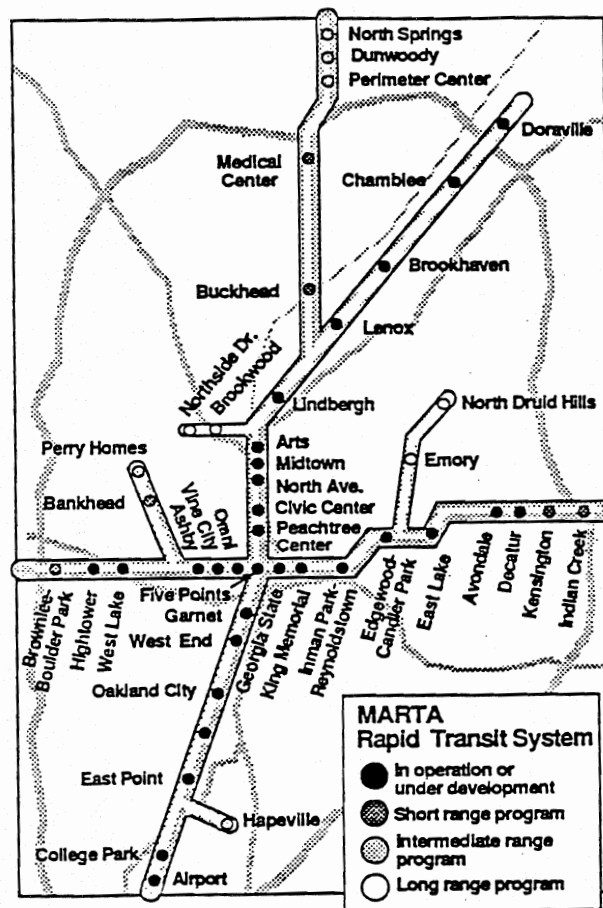 North Springs
Dunwoody
Perimeter Center
Doraville
Medical
Center
Chamblee
Brookhaven
Buckhead
Lenox
Northside Dr.
Brookwood
Lindbergh
North Druid Hills
Perry Homes
Arts
Midtown
Emory
Bankhead
North Ave.
Vine City
Ashby
Omni
Civic Center
Peachtree
Center
Five Points
Garnet
Brownlee-
Boulder Park
Hightower
West Lake
Georgia State
King Memorial
Inman Park-
Reynoldstown
Edgewood-
Candler Park
East Lake
Avondale
Decatur
Kensington
Indian Creek
West End
Oakland City
East Point
Hapeville
College Park
Airport
MARTA
Rapid Transit System
In operation or
under development
Short range program
Intermediate range
program
Long range program